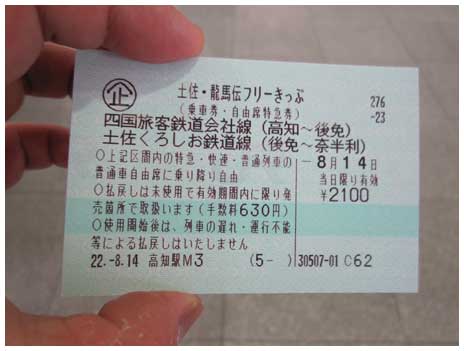 土佐・龍馬伝フリーきっぷ
(乗車券・自由席特急券)
276
-23
企
四国旅客鉄道会社線(高知～後免)
土佐くろしお鉄道線(後免～奈半利)
○上記区間内の特急・快速・普通列車の
普通車自由席に乗り降り自由
-8月14日
当日限り有効
○払戻しは未使用で有効期間内に限り発
¥2100
売箇所で取扱います(手数料630円)
○使用開始後は、列車の遅れ・運行不能
等による払戻しはいたしません
22.-8.14 高知駅M3 (5-) 30507-01 C62